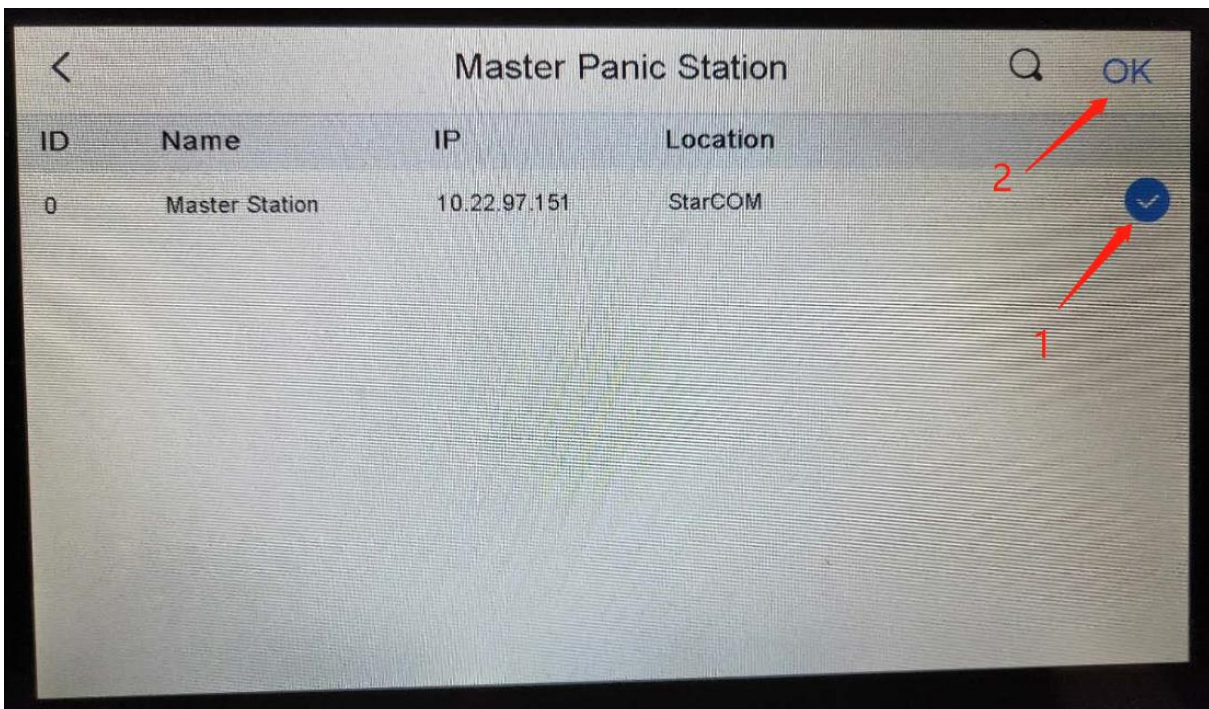 Master Panic Station
OK
ID Name IP Location
2
0 Master Station 10.22.97.151 StarCOM
1